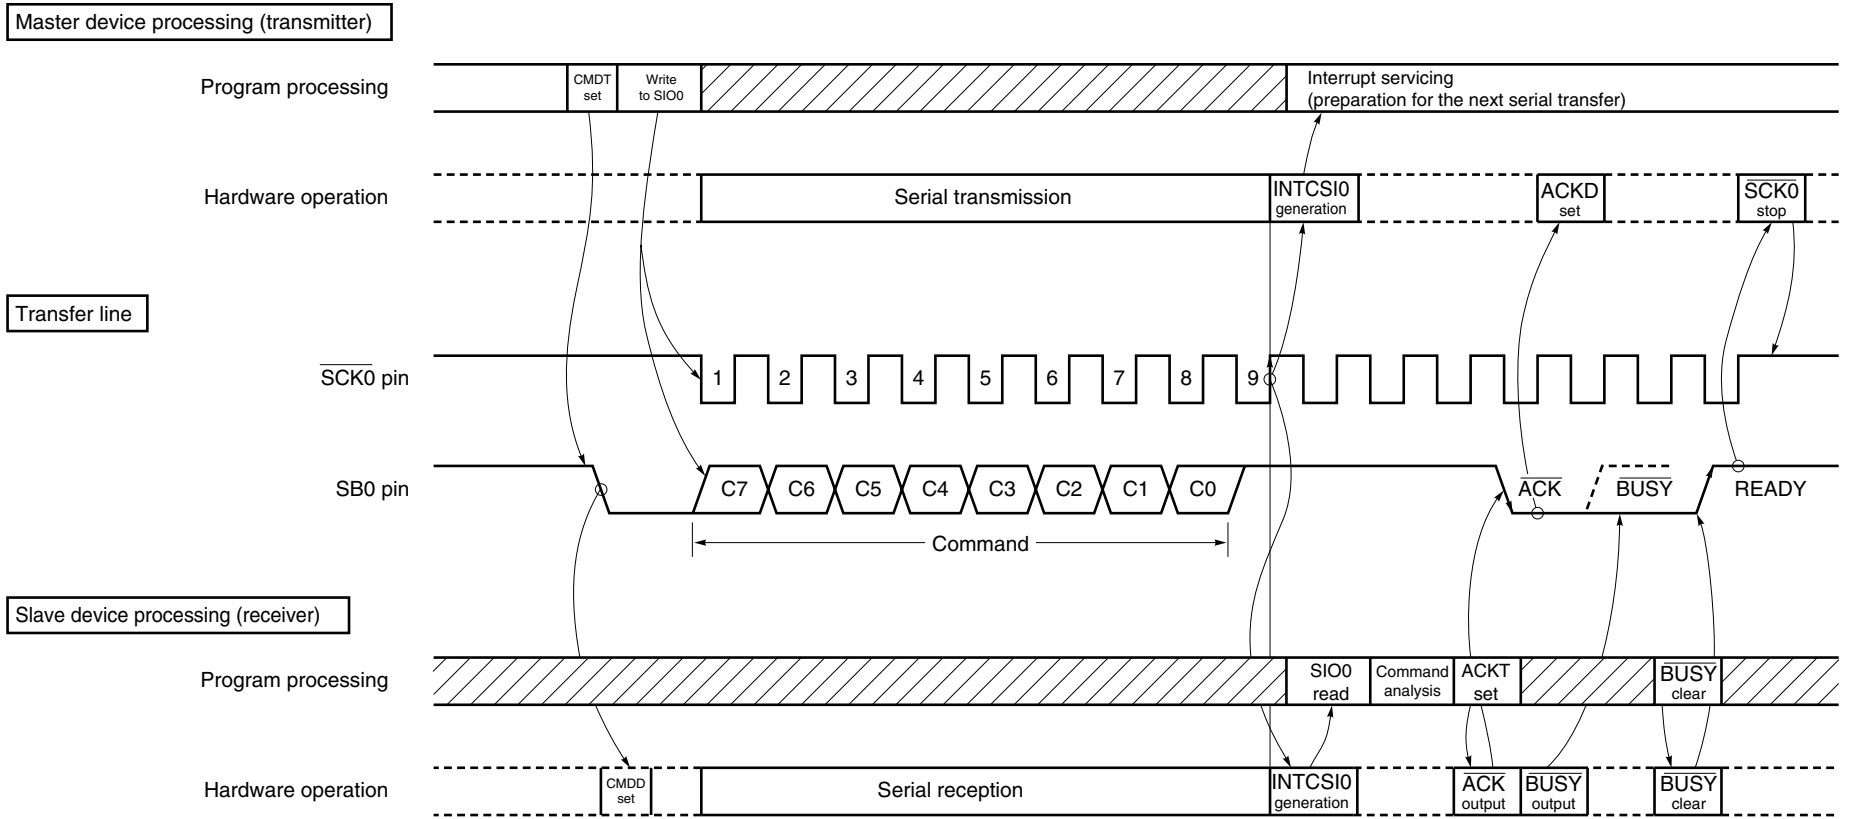 Master device processing (transmitter)
Program processing
CMDT
set
Write
to SIO0
Interrupt servicing
(preparation for the next serial transfer)
Hardware operation
Serial transmission
INTCSI0
generation
ACKD
set
SCK0
stop
Transfer line
SCK0 pin
1 2 3 4 5 6 7 8 9
SB0 pin
C7 C6 C5 C4 C3 C2 C1 C0
ACK
BUSY
READY
Command
Slave device processing (receiver)
Program processing
SIO0
read
Command
analysis
ACKT
set
BUSY
clear
Hardware operation
CMDD
set
Serial reception
INTCSI0
generation
ACK
output
BUSY
output
BUSY
clear